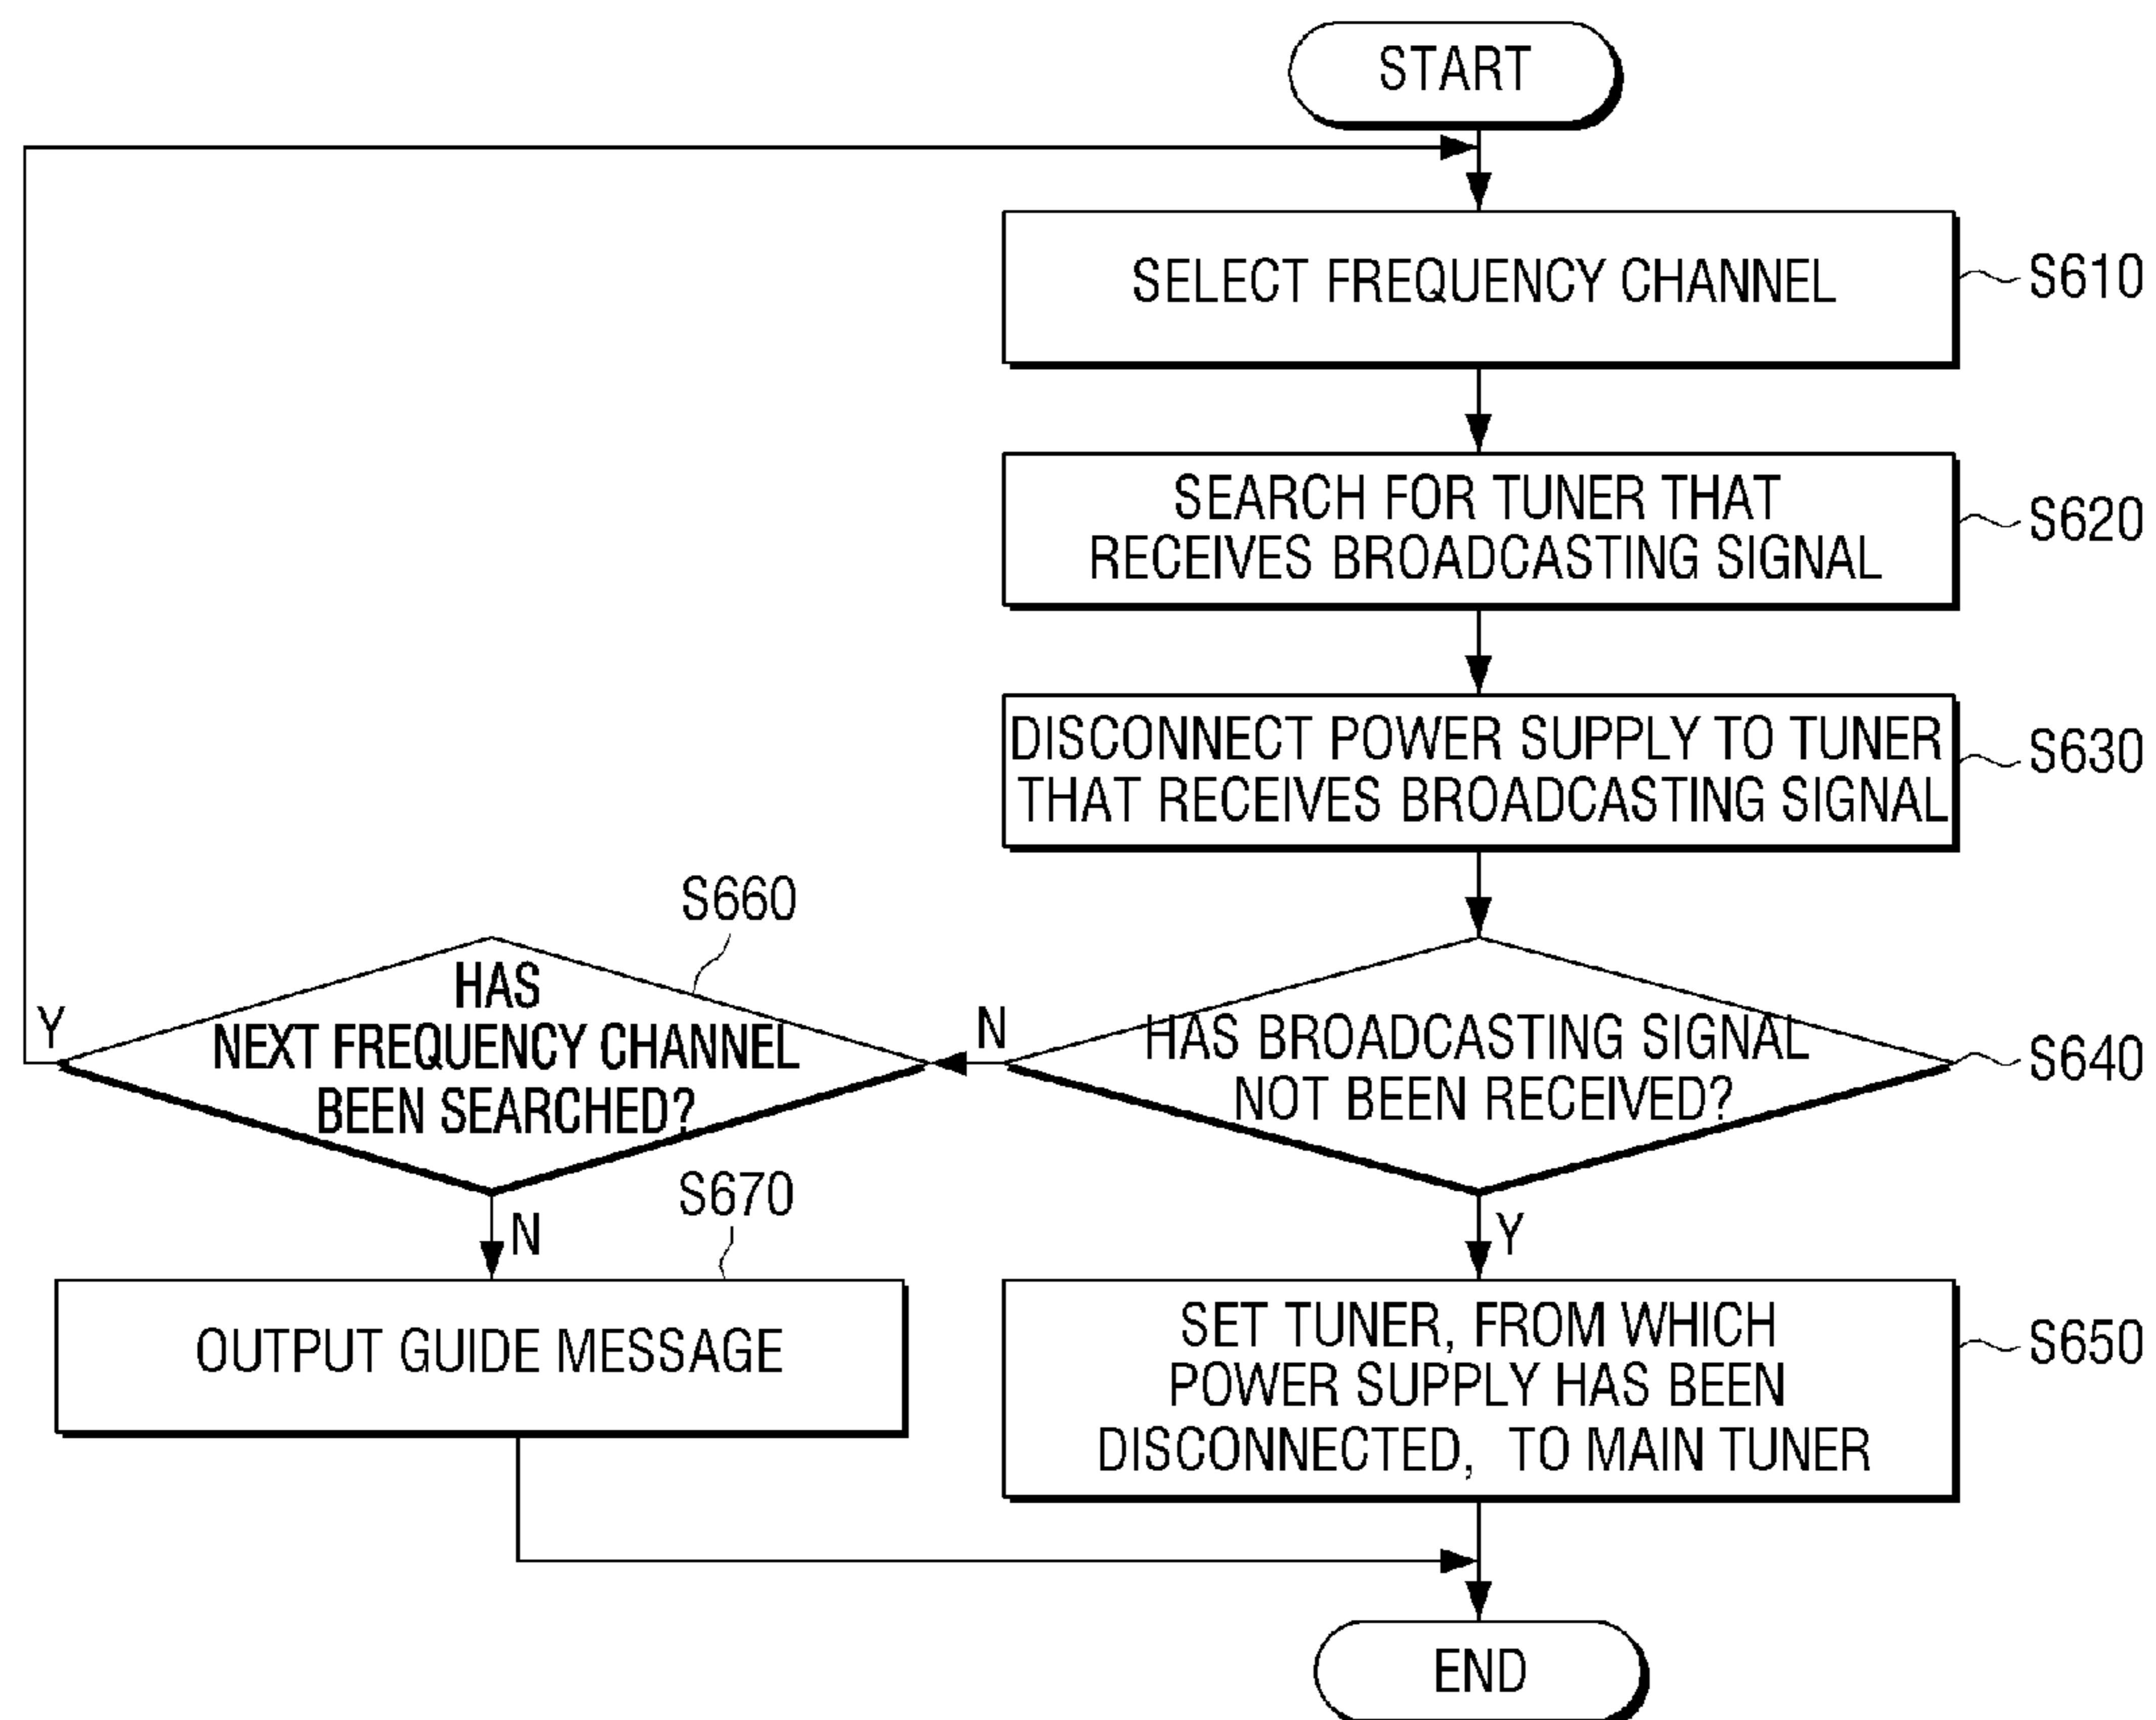 START
SELECT FREQUENCY CHANNEL
S610
SEARCH FOR TUNER THAT
RECEIVES BROADCASTING SIGNAL
S620
DISCONNECT POWER SUPPLY TO TUNER
THAT RECEIVES BROADCASTING SIGNAL
S630
HAS BROADCASTING SIGNAL
NOT BEEN RECEIVED?
S640
N
Y
S660
HAS
NEXT FREQUENCY CHANNEL
BEEN SEARCHED?
Y
N
S670
OUTPUT GUIDE MESSAGE
SET TUNER, FROM WHICH
POWER SUPPLY HAS BEEN
DISCONNECTED, TO MAIN TUNER
S650
END